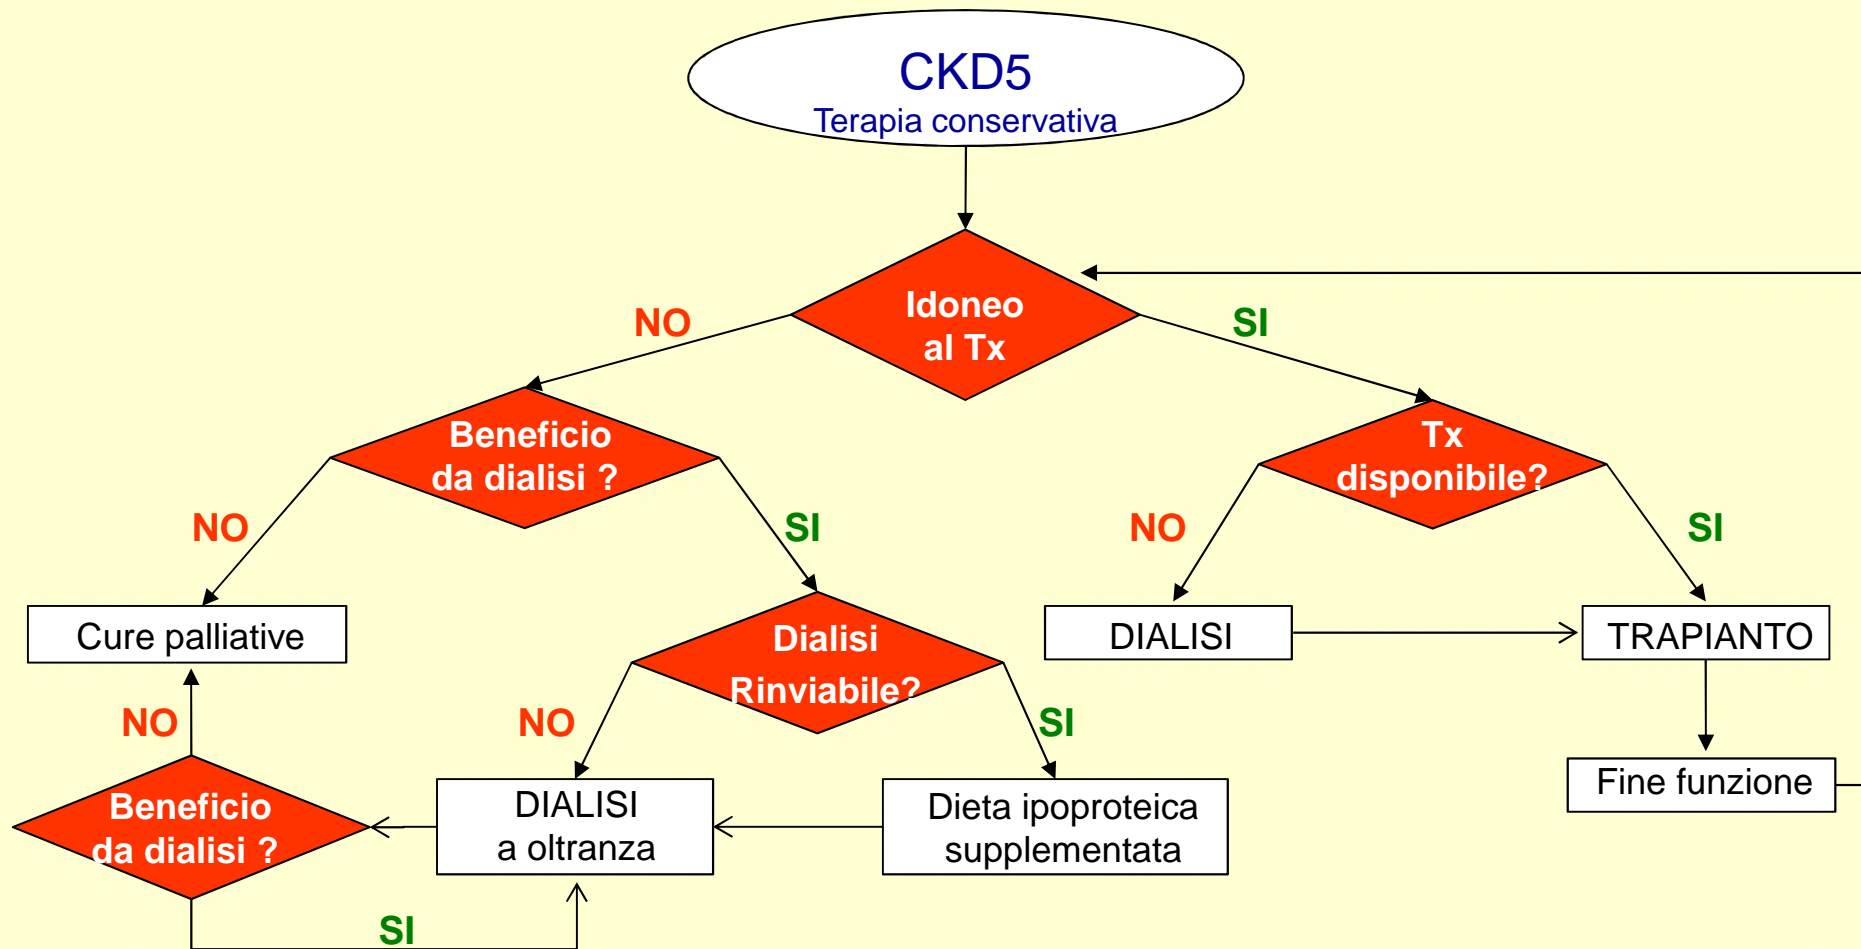 CKD5
Terapia conservativa
Idoneo
al Tx
NO
SI
Beneficio
da dialisi ?
Tx
disponibile?
NO
SI
NO
SI
Cure palliative
Dialisi
Rinviabile?
DIALISI
TRAPIANTO
NO
NO
SI
Beneficio
da dialisi ?
DIALISI
a oltranza
Dieta ipoproteica
supplementata
Fine funzione
SI